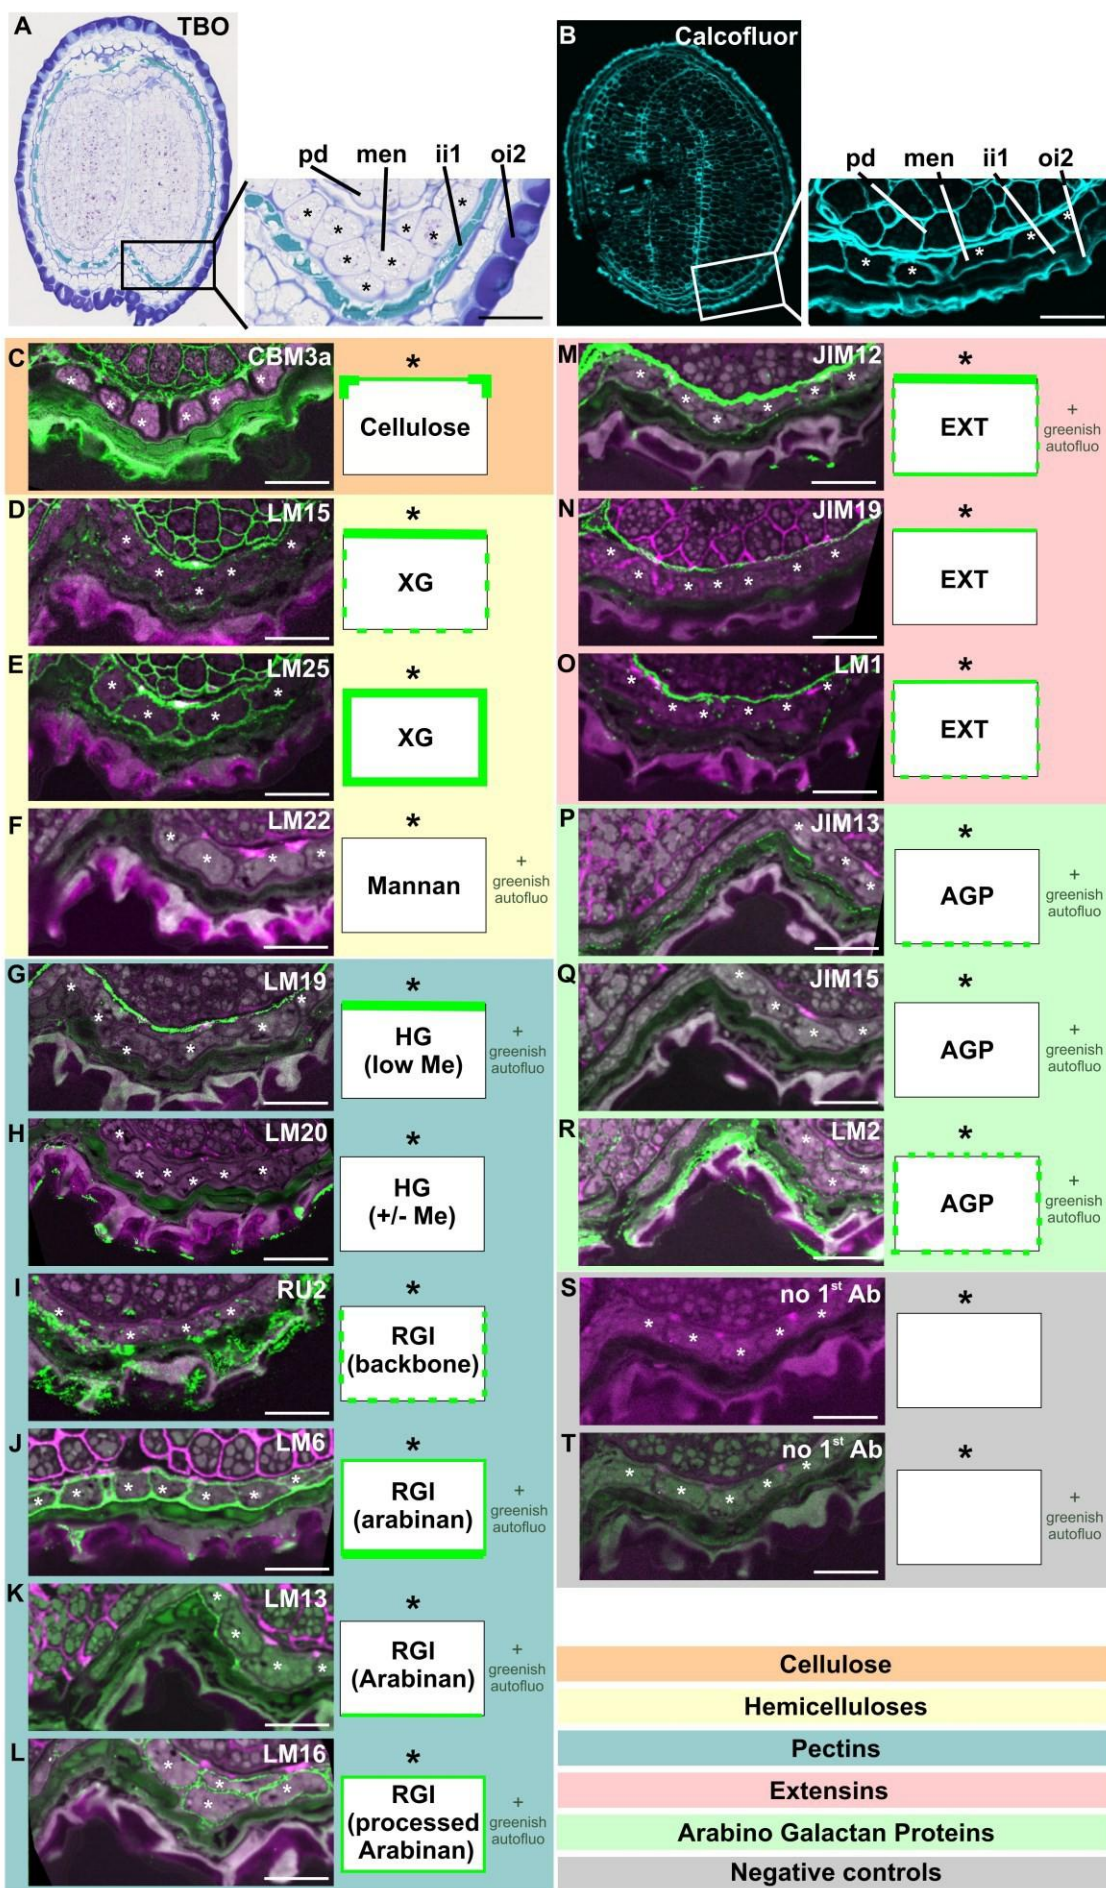 A TBO
pd men ii1 oi2
B Calcofluor
pd men ii1 oi2
C CBM3a
*
Cellulose
D LM15
*
XG
E LM25
*
XG
F LM22
*
Mannan
+
greenish
autofluo
G LM19
*
HG
(low Me)
+
greenish
autofluo
H LM20
*
HG
(+/- Me)
I RU2
*
RGI
(backbone)
J LM6
*
RGI
(arabinan)
+
greenish
autofluo
K LM13
*
RGI
(Arabinan)
+
greenish
autofluo
L LM16
*
RGI
(processed
Arabinan)
+
greenish
autofluo
M JIM12
*
EXT
+
greenish
autofluo
N JIM19
*
EXT
O LM1
*
EXT
P JIM13
*
AGP
+
greenish
autofluo
Q JIM15
*
AGP
+
greenish
autofluo
R LM2
*
AGP
+
greenish
autofluo
S no 1st Ab
*
T no 1st Ab
*
+
greenish
autofluo
Cellulose
Hemicelluloses
Pectins
Extensins
Arabino Galactan Proteins
Negative controls